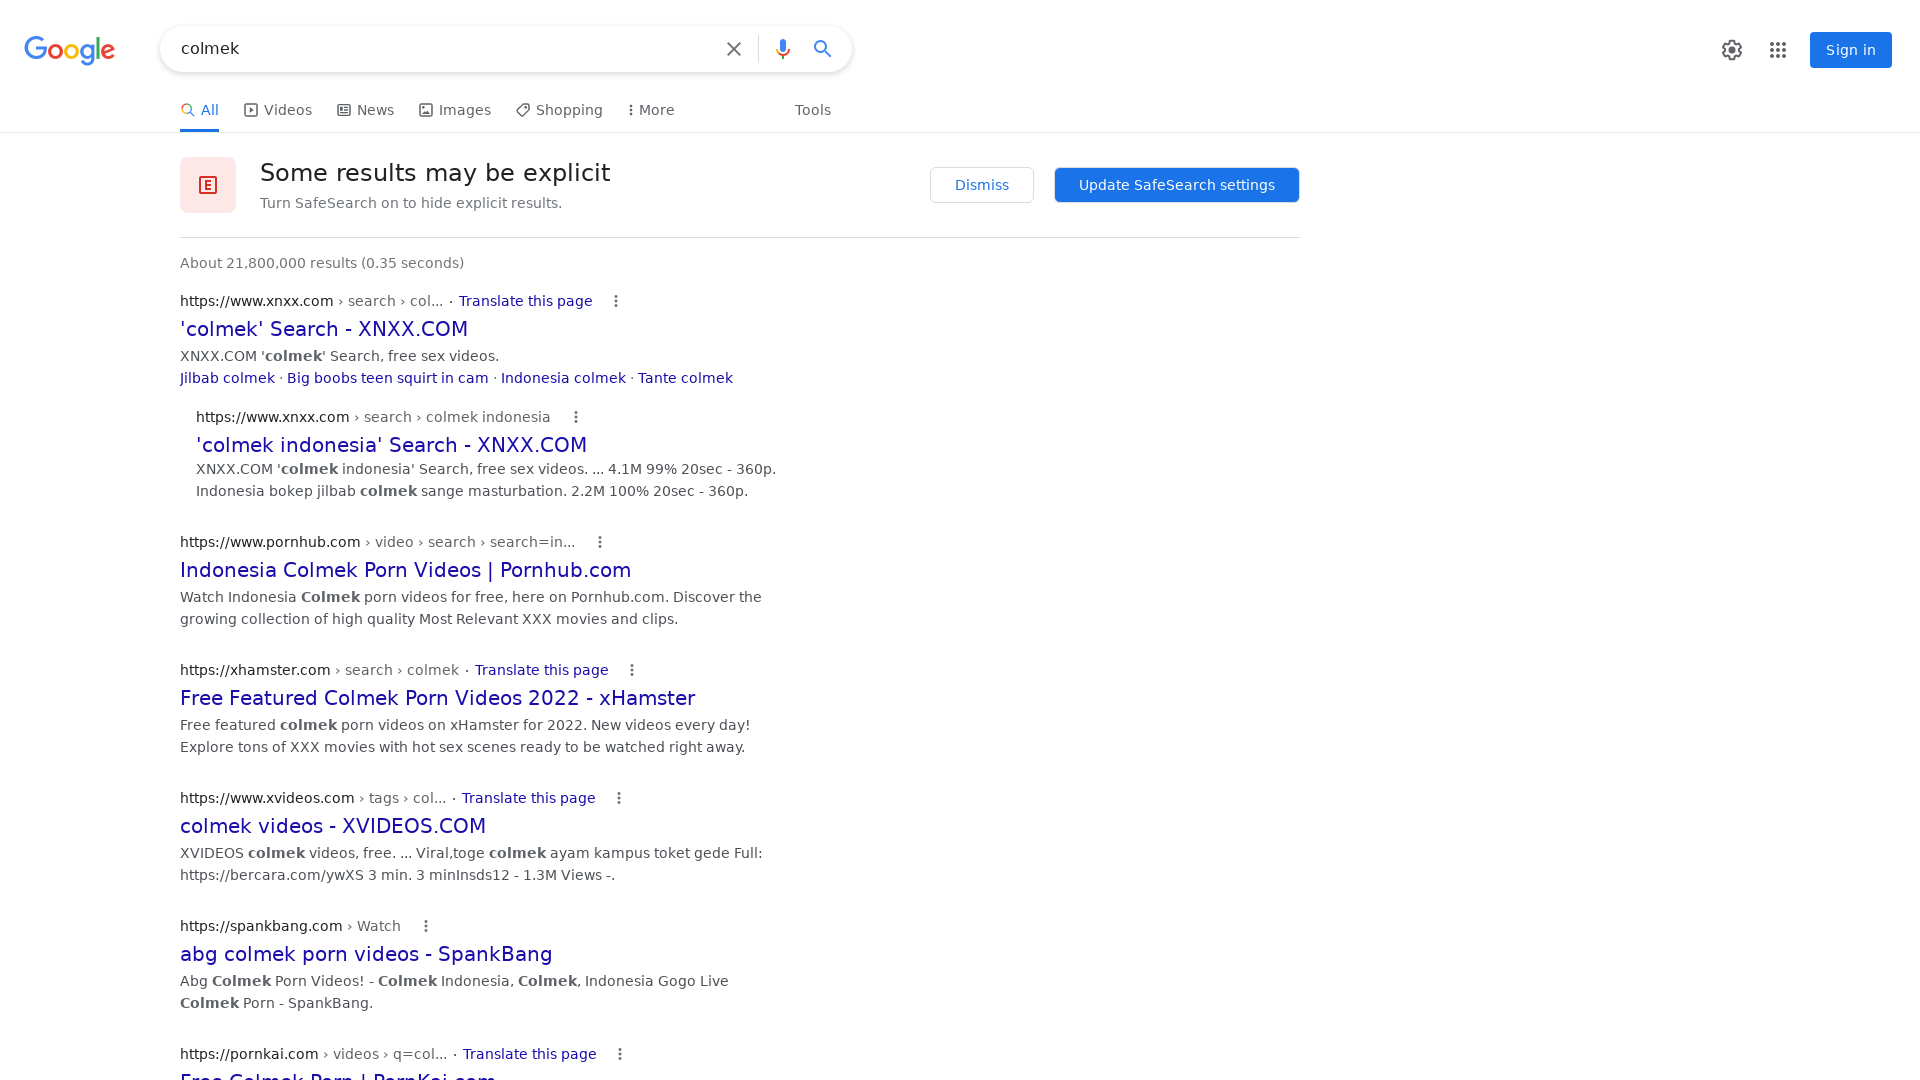 Google
colmek
Sign in
All
Videos
News
Images
Shopping
More
Tools
E
Some results may be explicit
Turn SafeSearch on to hide explicit results.
Dismiss
Update SafeSearch settings
About 21,800,000 results (0.35 seconds)
https://www.xnxx.com › search › col... · Translate this page
'colmek' Search - XNXX.COM
XNXX.COM 'colmek' Search, free sex videos.
Jilbab colmek · Big boobs teen squirt in cam · Indonesia colmek · Tante colmek
https://www.xnxx.com › search › colmek indonesia
'colmek indonesia' Search - XNXX.COM
XNXX.COM 'colmek indonesia' Search, free sex videos. ... 4.1M 99% 20sec - 360p.
Indonesia bokep jilbab colmek sange masturbation. 2.2M 100% 20sec - 360p.
https://www.pornhub.com › video › search › search=in...
Indonesia Colmek Porn Videos | Pornhub.com
Watch Indonesia Colmek porn videos for free, here on Pornhub.com. Discover the
growing collection of high quality Most Relevant XXX movies and clips.
https://xhamster.com › search › colmek · Translate this page
Free Featured Colmek Porn Videos 2022 - xHamster
Free featured colmek porn videos on xHamster for 2022. New videos every day!
Explore tons of XXX movies with hot sex scenes ready to be watched right away.
https://www.xvideos.com › tags › col... · Translate this page
colmek videos - XVIDEOS.COM
XVIDEOS colmek videos, free. ... Viral,toge colmek ayam kampus toket gede Full:
https://bercara.com/ywXS 3 min. 3 minInsds12 - 1.3M Views -.
https://spankbang.com › Watch
abg colmek porn videos - SpankBang
Abg Colmek Porn Videos! - Colmek Indonesia, Colmek, Indonesia Gogo Live
Colmek Porn - SpankBang.
https://pornkai.com › videos › q=col... · Translate this page
Free Colmek Porn | PornKai.com